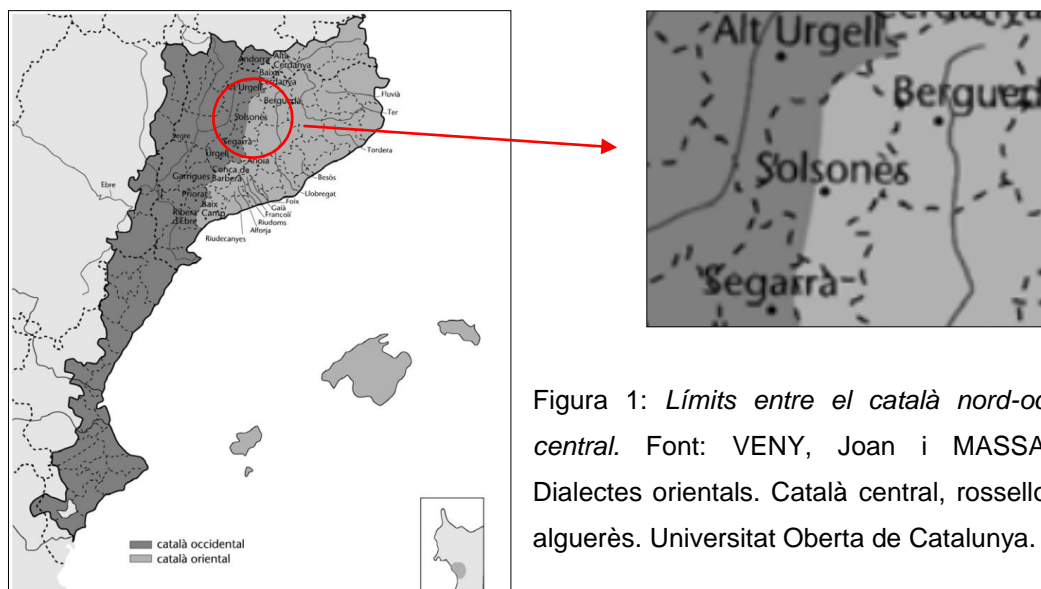 Andorra
Alta
Cerdanya
Baixa
Cerdanya
Alt Urgell
Berguedà
Solsonès
Segre
Segarra
Urgell
Anoia
Garrigues
Conca de
Barberà
Priorat
Baix
Camp
Ribera
d'Ebre
Ebre
Fluvià
Ter
Tordera
Besòs
Llobregat
Foix
Gaià
Francolí
Riudoms
Alforja
Riudecanyes
català occidental
català oriental
Cerdanya
Alt Urgell
Bergued
Solsonès
Segarra
Figura 1: Límits entre el català nord-oc
central. Font: VENY, Joan i MASSA
Dialectes orientals. Català central, rossello
alguerès. Universitat Oberta de Catalunya.